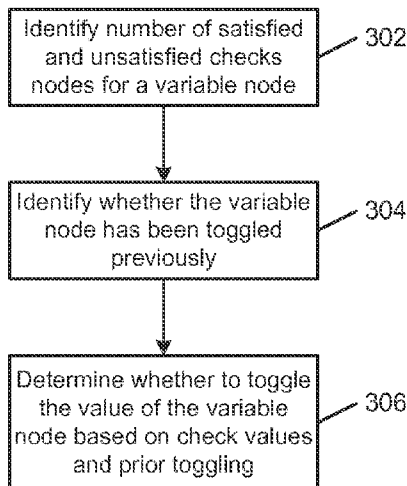 Identify number of satisfied
and unsatisfied checks
nodes for a variable node
302
Identify whether the variable
node has been toggled
previously
304
Determine whether to toggle
the value of the variable
node based on check values
and prior toggling
306